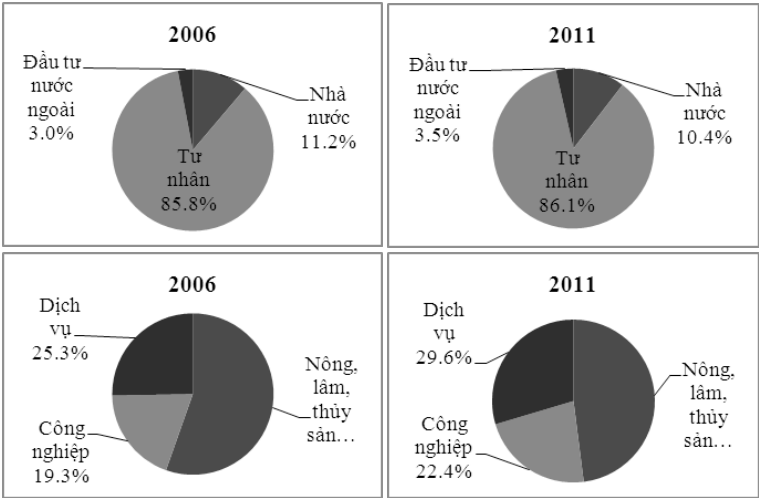 2006
Đầu tư
nước
ngoài
3.0%
Nhà
nước
11.2%
Tư
nhân
85.8%
2011
Đầu tư
nước
ngoài
3.5%
Nhà
nước
10.4%
Tư
nhân
86.1%
2006
Dịch
vụ
25.3%
Công
nghiệp
19.3%
Nông,
lâm,
thủy
sản…
2011
Dịch
vụ
29.6%
Công
nghiệp
22.4%
Nông,
lâm,
thủy
sản…